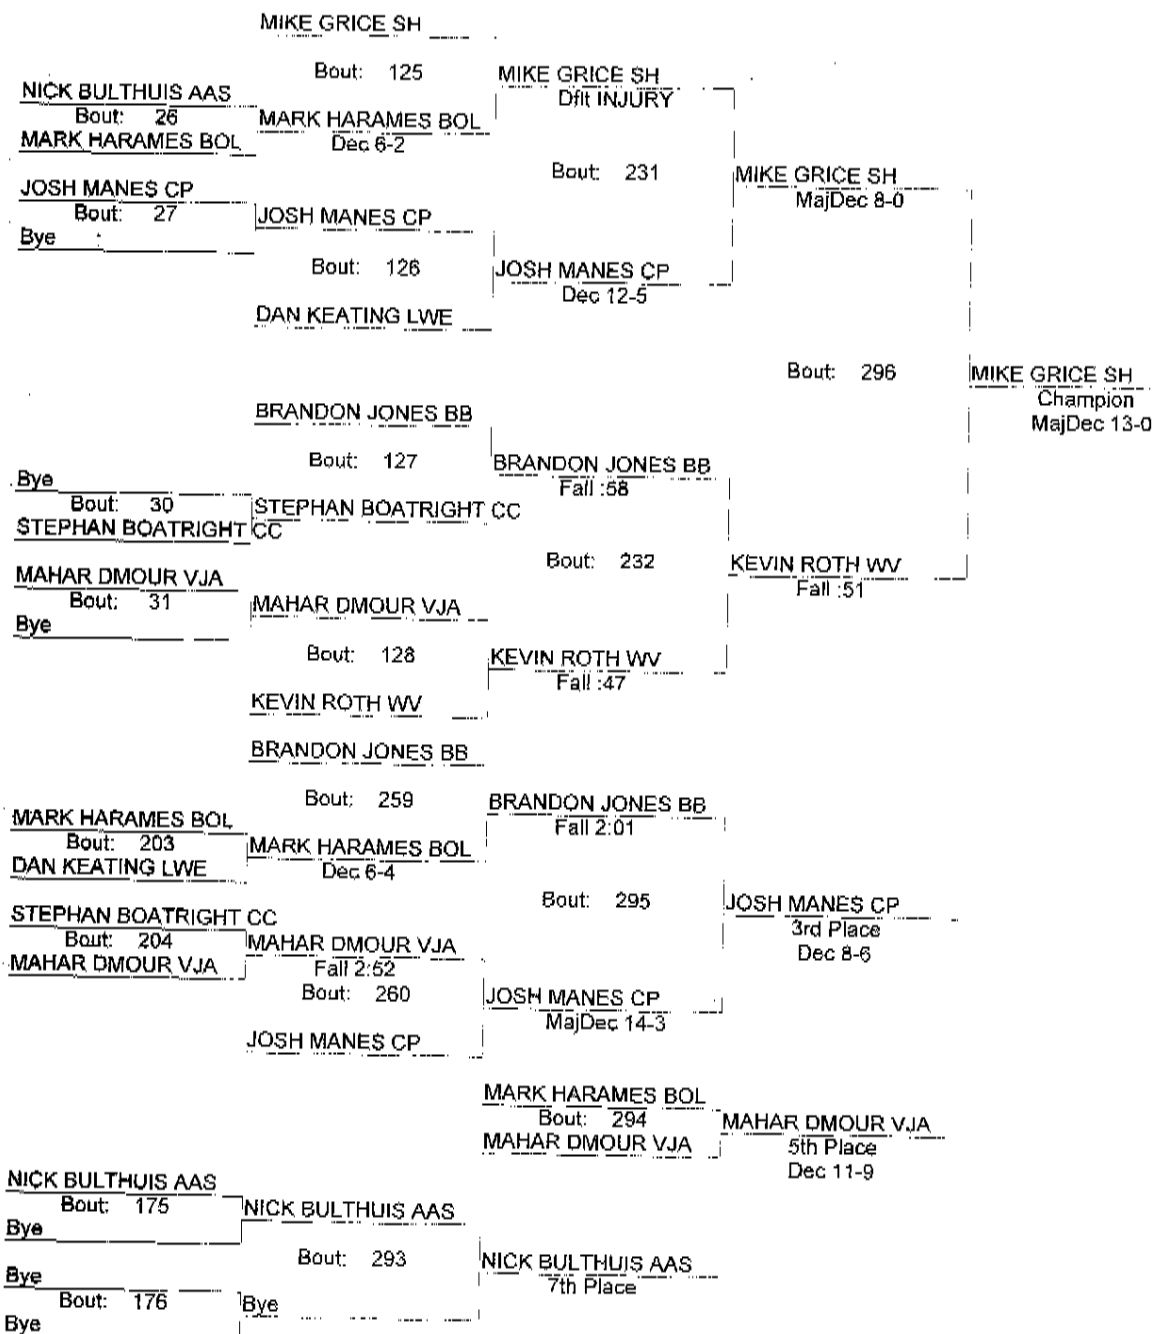 MIKE GRICE SH
Bout: 125
MIKE GRICE SH
Dflt INJURY
NICK BULTHUIS AAS
Bout: 26
MARK HARAMES BOL
MARK HARAMES BOL
Dec 6-2
Bout: 231
MIKE GRICE SH
MajDec 8-0
JOSH MANES CP
Bout: 27
Bye
JOSH MANES CP
Bout: 126
JOSH MANES CP
Dec 12-5
DAN KEATING LWE
Bout: 296
MIKE GRICE SH
Champion
MajDec 13-0
BRANDON JONES BB
Bout: 127
BRANDON JONES BB
Fall :58
Bye
Bout: 30
STEPHAN BOATRIGHT CC
STEPHAN BOATRIGHT CC
Bout: 232
KEVIN ROTH WV
Fall :51
MAHAR DMOUR VJA
Bout: 31
Bye
MAHAR DMOUR VJA
Bout: 128
KEVIN ROTH WV
Fall :47
KEVIN ROTH WV
BRANDON JONES BB
Bout: 259
BRANDON JONES BB
Fall 2:01
MARK HARAMES BOL
Bout: 203
DAN KEATING LWE
MARK HARAMES BOL
Dec 6-4
Bout: 295
JOSH MANES CP
3rd Place
Dec 8-6
STEPHAN BOATRIGHT CC
Bout: 204
MAHAR DMOUR VJA
MAHAR DMOUR VJA
Fall 2:52
Bout: 260
JOSH MANES CP
MajDec 14-3
JOSH MANES CP
MARK HARAMES BOL
Bout: 294
MAHAR DMOUR VJA
MAHAR DMOUR VJA
5th Place
Dec 11-9
NICK BULTHUIS AAS
Bout: 175
Bye
NICK BULTHUIS AAS
Bout: 293
NICK BULTHUIS AAS
7th Place
Bye
Bout: 176
Bye
Bye